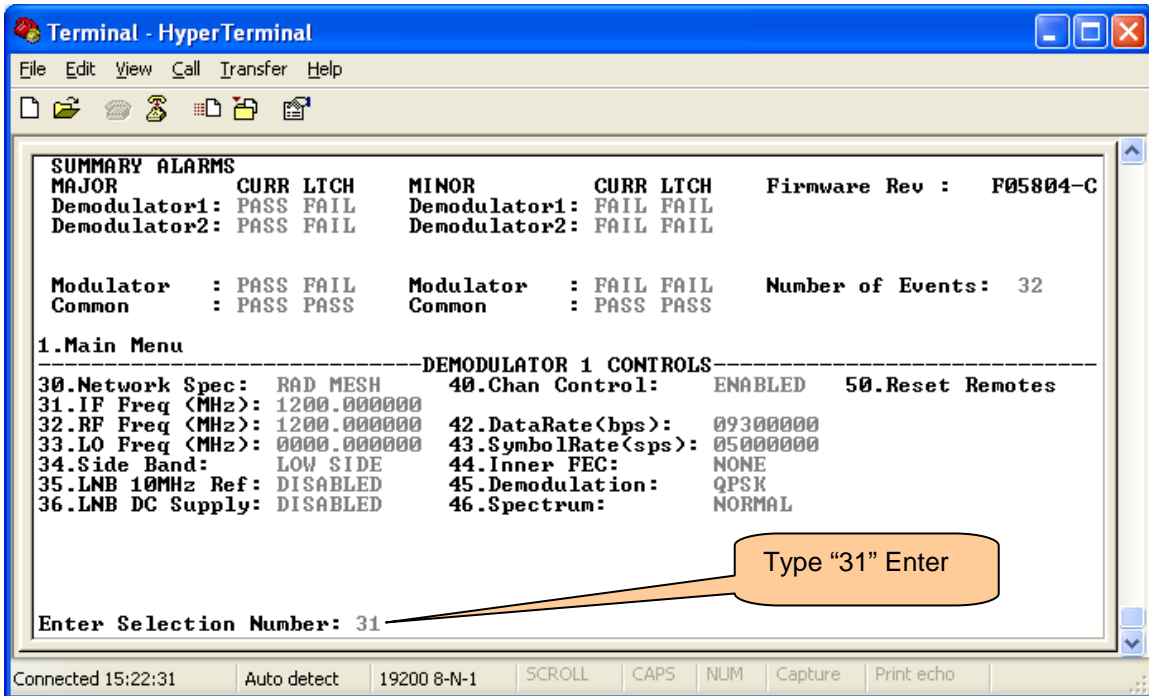 Terminal - HyperTerminal
File Edit View Call Transfer Help
SUMMARY ALARMS
MAJOR CURR LTCH MINOR CURR LTCH Firmware Rev : F05804-C
Demodulator1: PASS FAIL Demodulator1: FAIL FAIL
Demodulator2: PASS FAIL Demodulator2: FAIL FAIL
Modulator : PASS FAIL Modulator : FAIL FAIL Number of Events: 32
Common : PASS PASS Common : PASS PASS
1.Main Menu
------------------------------DEMODULATOR 1 CONTROLS------------------------------
30.Network Spec: RAD MESH 40.Chan Control: ENABLED 50.Reset Remotes
31.IF Freq (MHz): 1200.000000
32.RF Freq (MHz): 1200.000000 42.DataRate(bps): 09300000
33.LO Freq (MHz): 0000.000000 43.SymbolRate(sps): 05000000
34.Side Band: LOW SIDE 44.Inner FEC: NONE
35.LNB 10MHz Ref: DISABLED 45.Demodulation: QPSK
36.LNB DC Supply: DISABLED 46.Spectrum: NORMAL
Type “31” Enter
Enter Selection Number: 31
Connected 15:22:31 Auto detect 19200 8-N-1 SCROLL CAPS NUM Capture Print echo